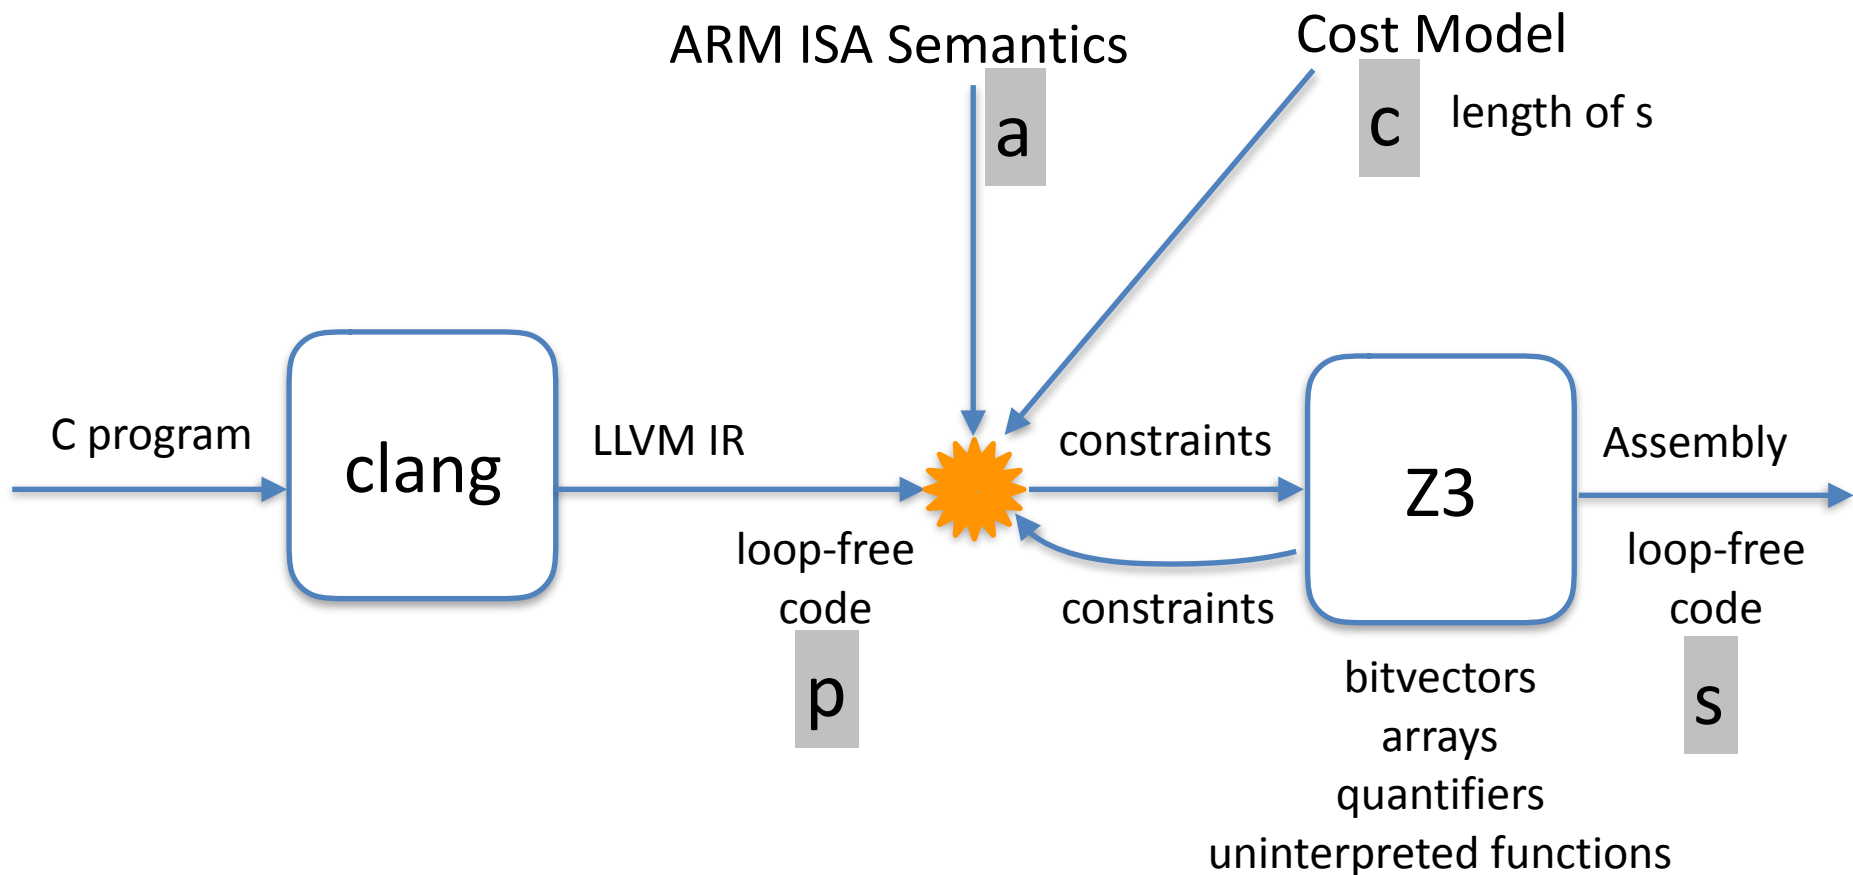 ARM ISA Semantics
a
Cost Model
c
length of s
C program
clang
LLVM IR
loop-free
code
p
constraints
constraints
Z3
bitvectors
arrays
quantifiers
uninterpreted functions
Assembly
loop-free
code
s